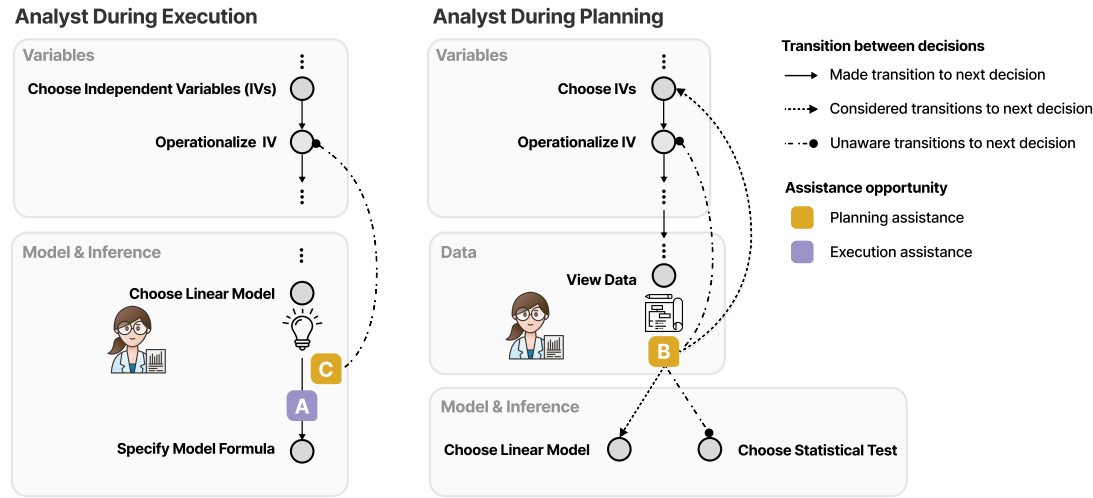 Analyst During Execution
Variables
Choose Independent Variables (IVs)
Operationalize IV
Model & Inference
Choose Linear Model
C
A
Specify Model Formula
Analyst During Planning
Variables
Choose IVs
Operationalize IV
Data
View Data
B
Model & Inference
Choose Linear Model
Choose Statistical Test
Transition between decisions
Made transition to next decision
Considered transitions to next decision
Unaware transitions to next decision
Assistance opportunity
Planning assistance
Execution assistance